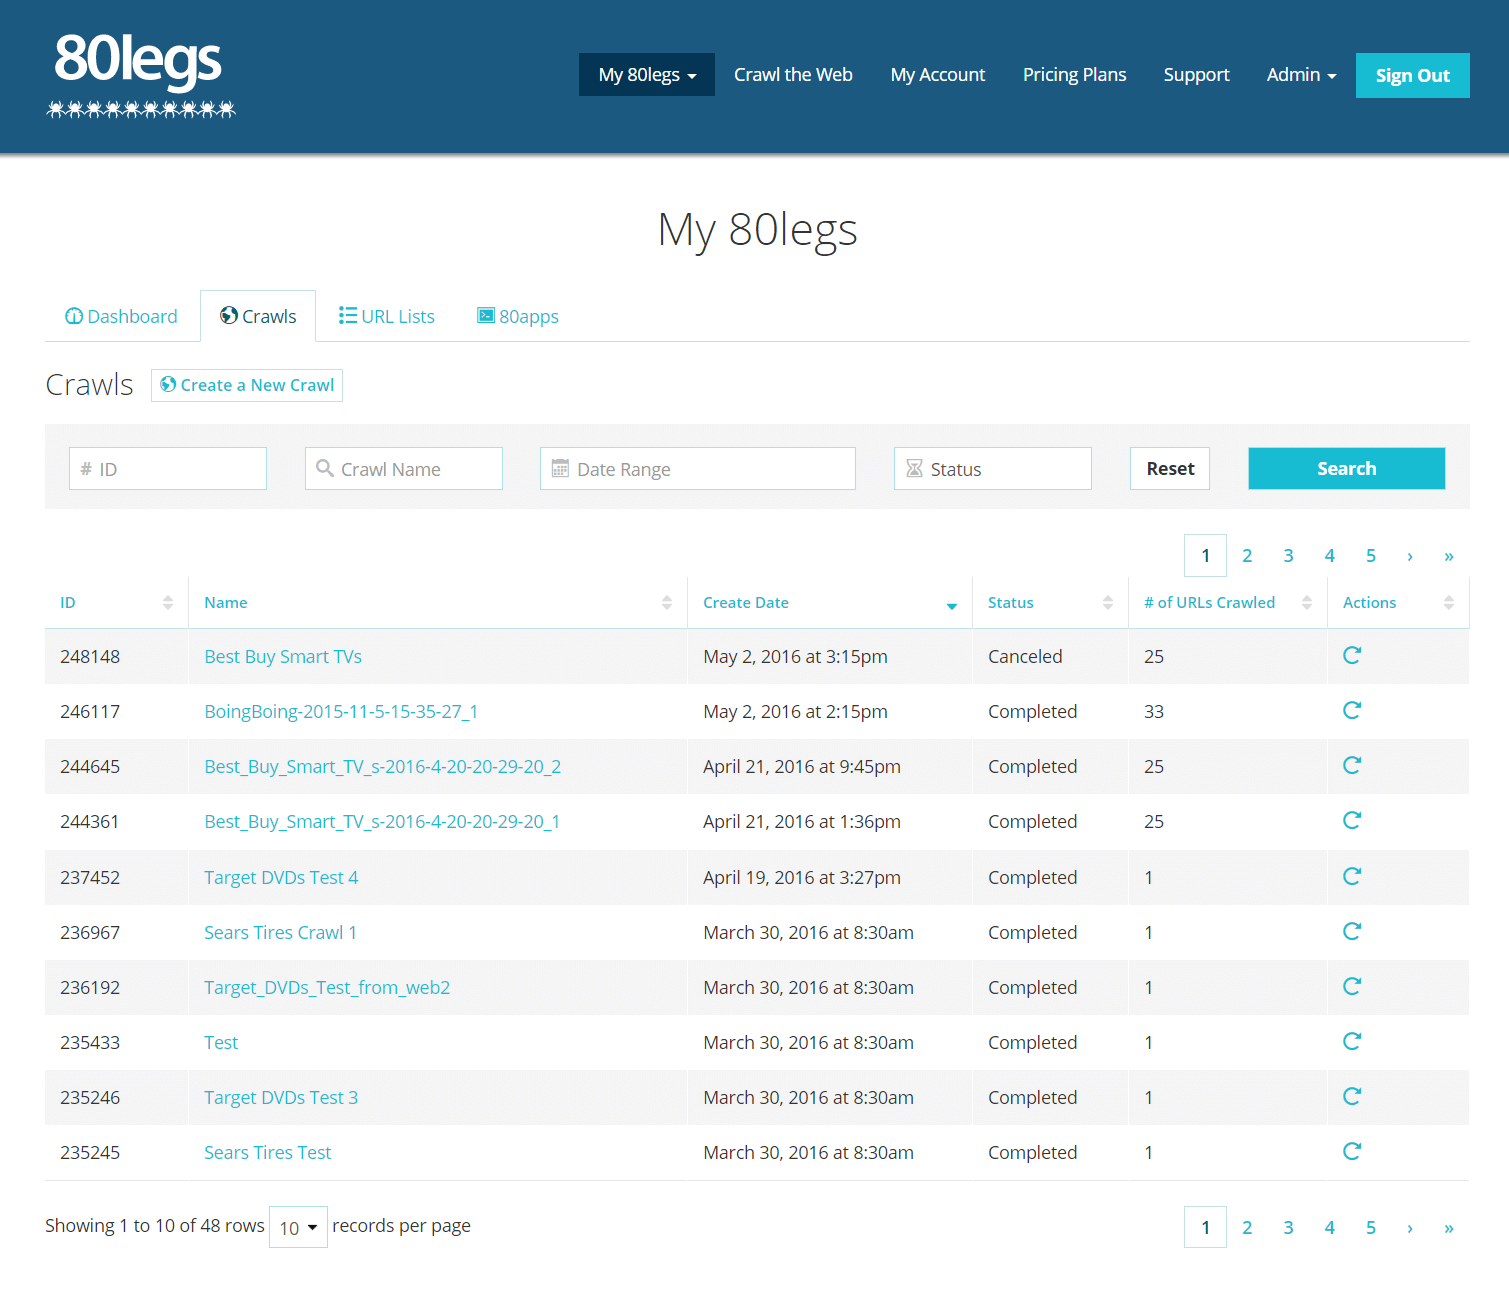 80legs
My 80legs Crawl the Web My Account Pricing Plans Support Admin Sign Out
My 80legs
Dashboard Crawls URL Lists 80apps
Crawls Create a New Crawl
# ID Crawl Name Date Range Status Reset Search
1 2 3 4 5 › »
ID Name Create Date Status # of URLs Crawled Actions
248148 Best Buy Smart TVs May 2, 2016 at 3:15pm Canceled 25
246117 BoingBoing-2015-11-5-15-35-27_1 May 2, 2016 at 2:15pm Completed 33
244645 Best_Buy_Smart_TV_s-2016-4-20-20-29-20_2 April 21, 2016 at 9:45pm Completed 25
244361 Best_Buy_Smart_TV_s-2016-4-20-20-29-20_1 April 21, 2016 at 1:36pm Completed 25
237452 Target DVDs Test 4 April 19, 2016 at 3:27pm Completed 1
236967 Sears Tires Crawl 1 March 30, 2016 at 8:30am Completed 1
236192 Target_DVDs_Test_from_web2 March 30, 2016 at 8:30am Completed 1
235433 Test March 30, 2016 at 8:30am Completed 1
235246 Target DVDs Test 3 March 30, 2016 at 8:30am Completed 1
235245 Sears Tires Test March 30, 2016 at 8:30am Completed 1
Showing 1 to 10 of 48 rows 10 records per page 1 2 3 4 5 › »